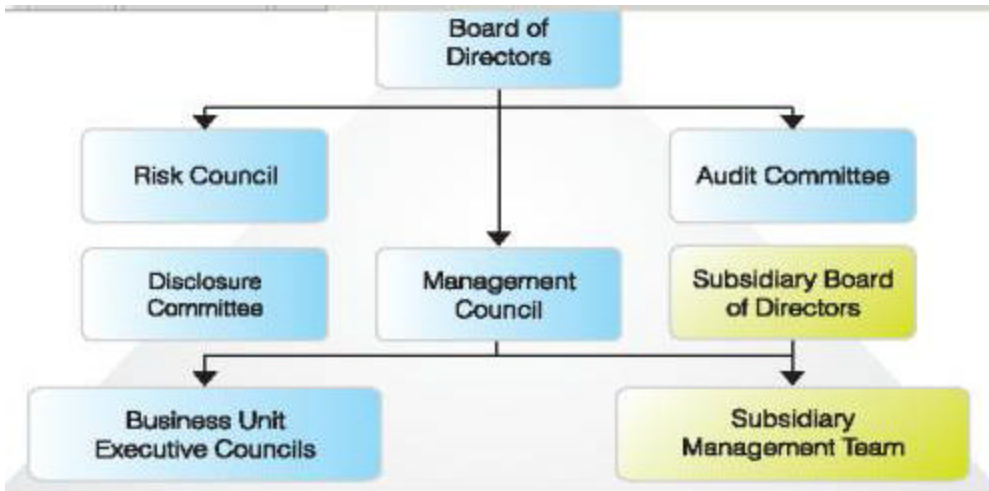 Board of
Directors
Risk Council
Audit Committee
Disclosure
Committee
Management
Council
Subsidiary Board
of Directors
Business Unit
Executive Councils
Subsidiary
Management Team